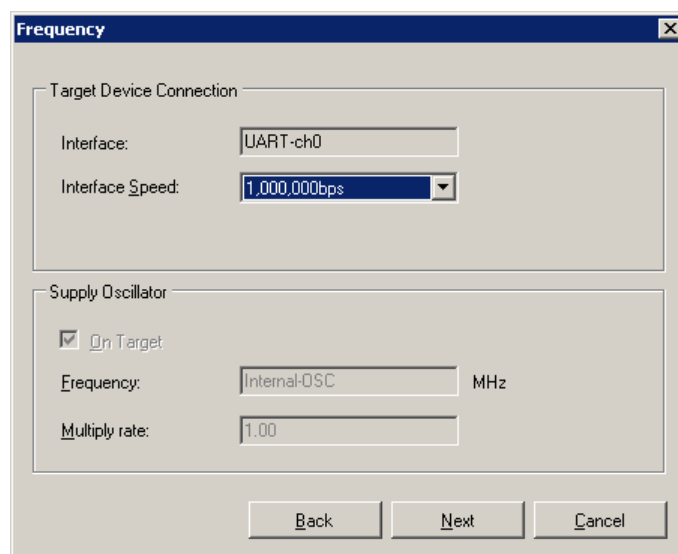 Frequency
Target Device Connection
Interface: UART-ch0
Interface Speed: 1,000,000bps
Supply Oscillator
On Target
Frequency: Internal-OSC MHz
Multiply rate: 1.00
Back Next Cancel